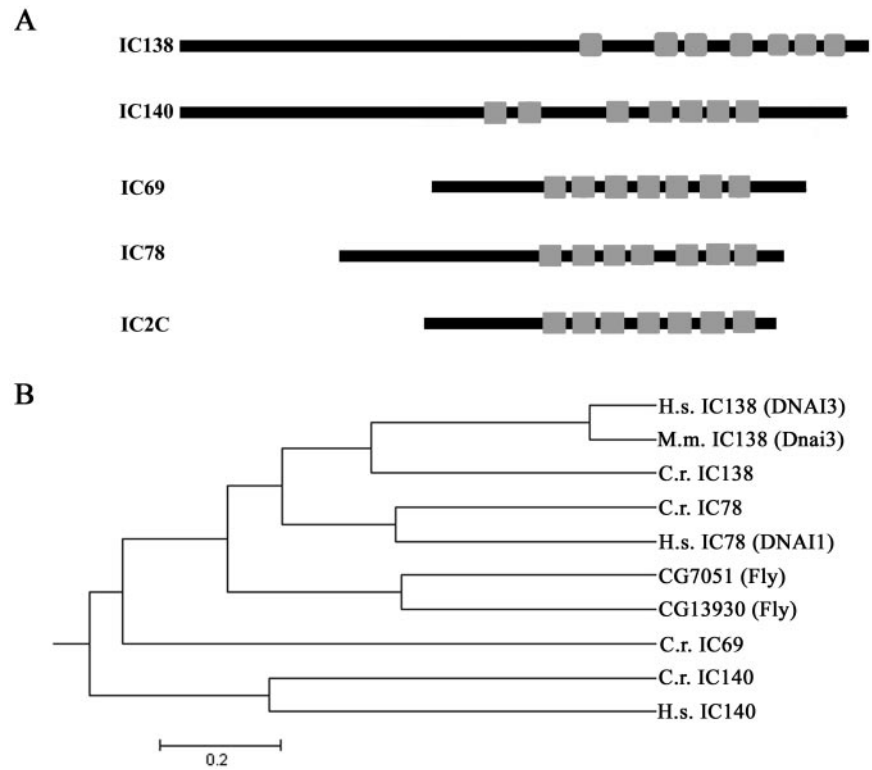 A
IC138
IC140
IC69
IC78
IC2C
B
H.s. IC138 (DNAI3)
M.m. IC138 (Dnai3)
C.r. IC138
C.r. IC78
H.s. IC78 (DNAI1)
CG7051 (Fly)
CG13930 (Fly)
C.r. IC69
C.r. IC140
H.s. IC140
0.2